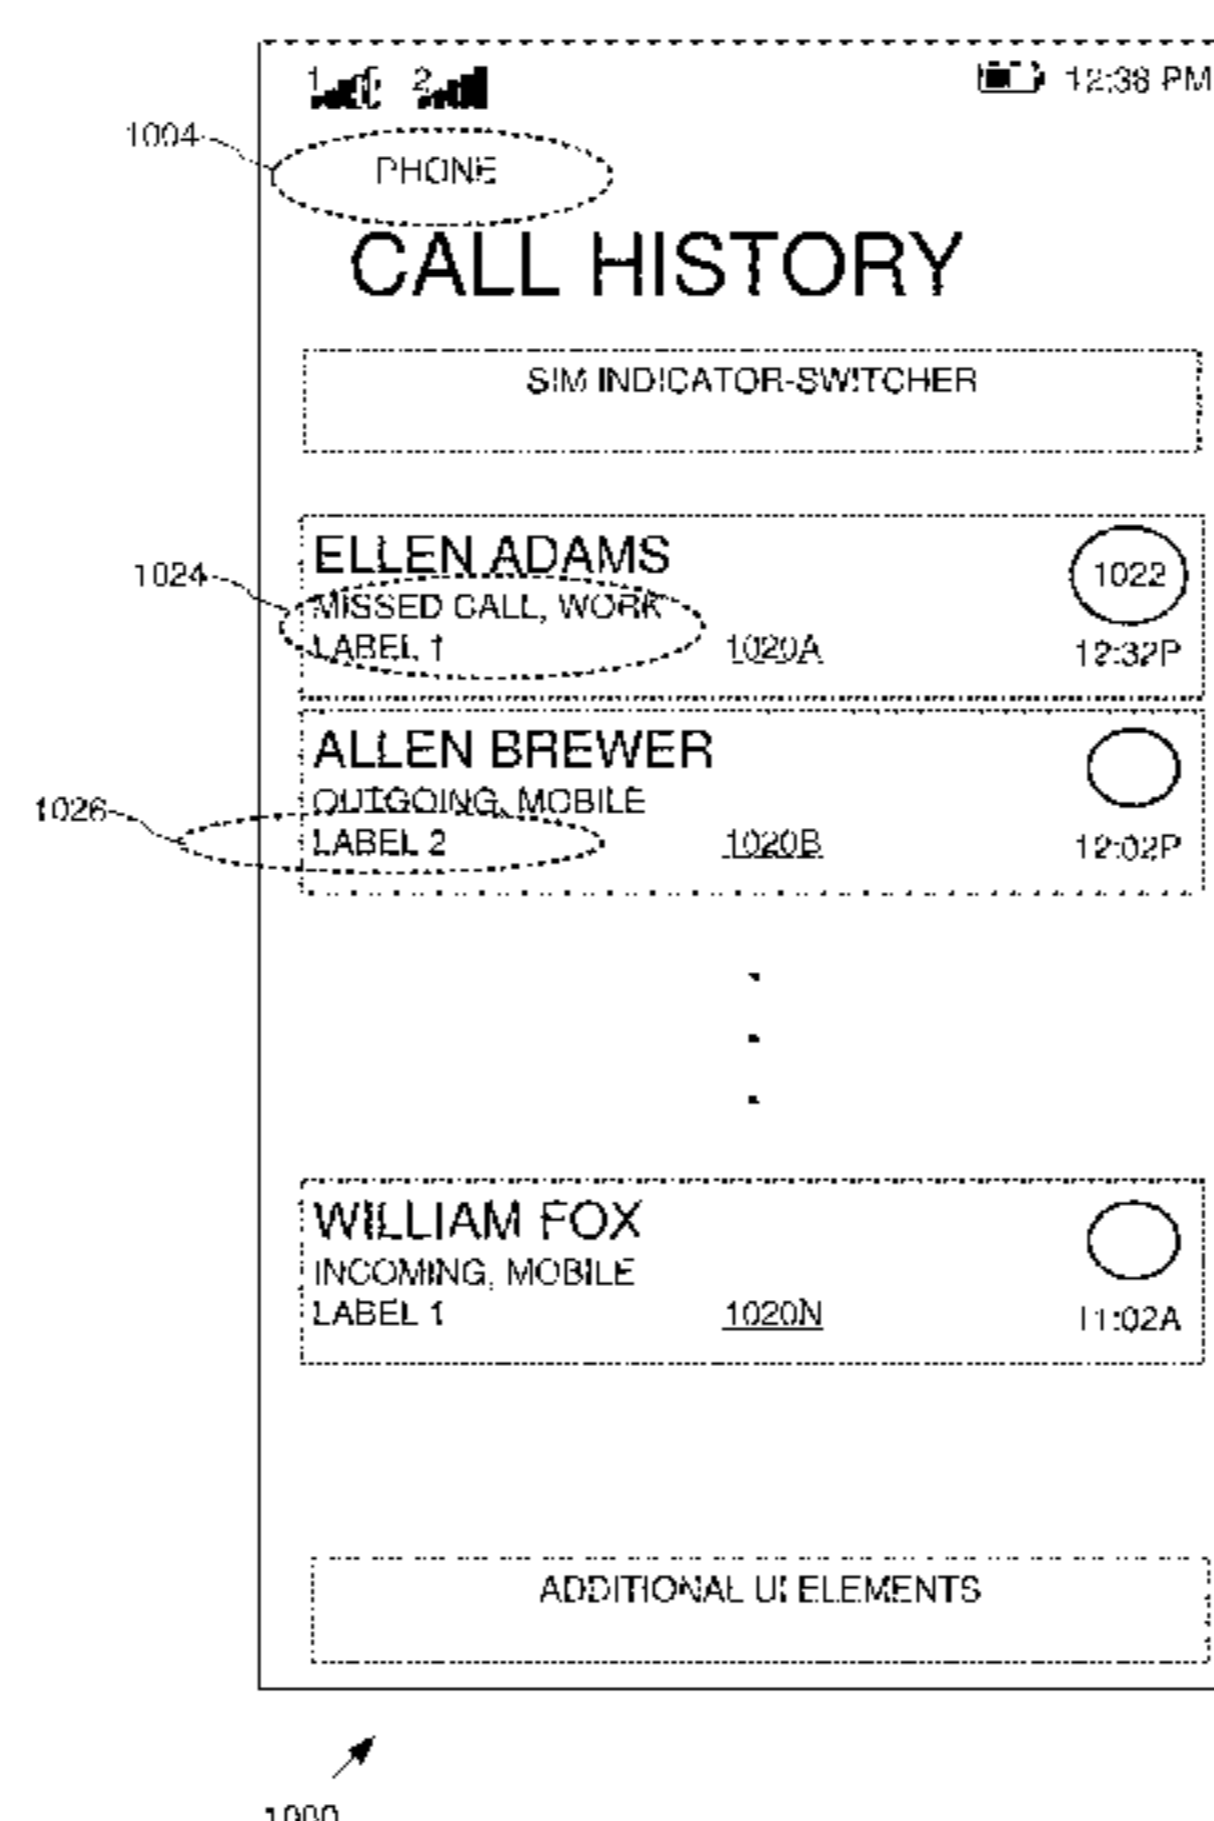 1 2 12:38 PM
1004
PHONE
CALL HISTORY
SIM INDICATOR-SWITCHER
ELLEN ADAMS
1022
1024
MISSED CALL, WORK
LABEL 1 1020A 12:32P
ALLEN BREWER
1026
OUTGOING, MOBILE
LABEL 2 1020B 12:02P
WILLIAM FOX
INCOMING, MOBILE
LABEL 1 1020N 11:02A
ADDITIONAL UI ELEMENTS